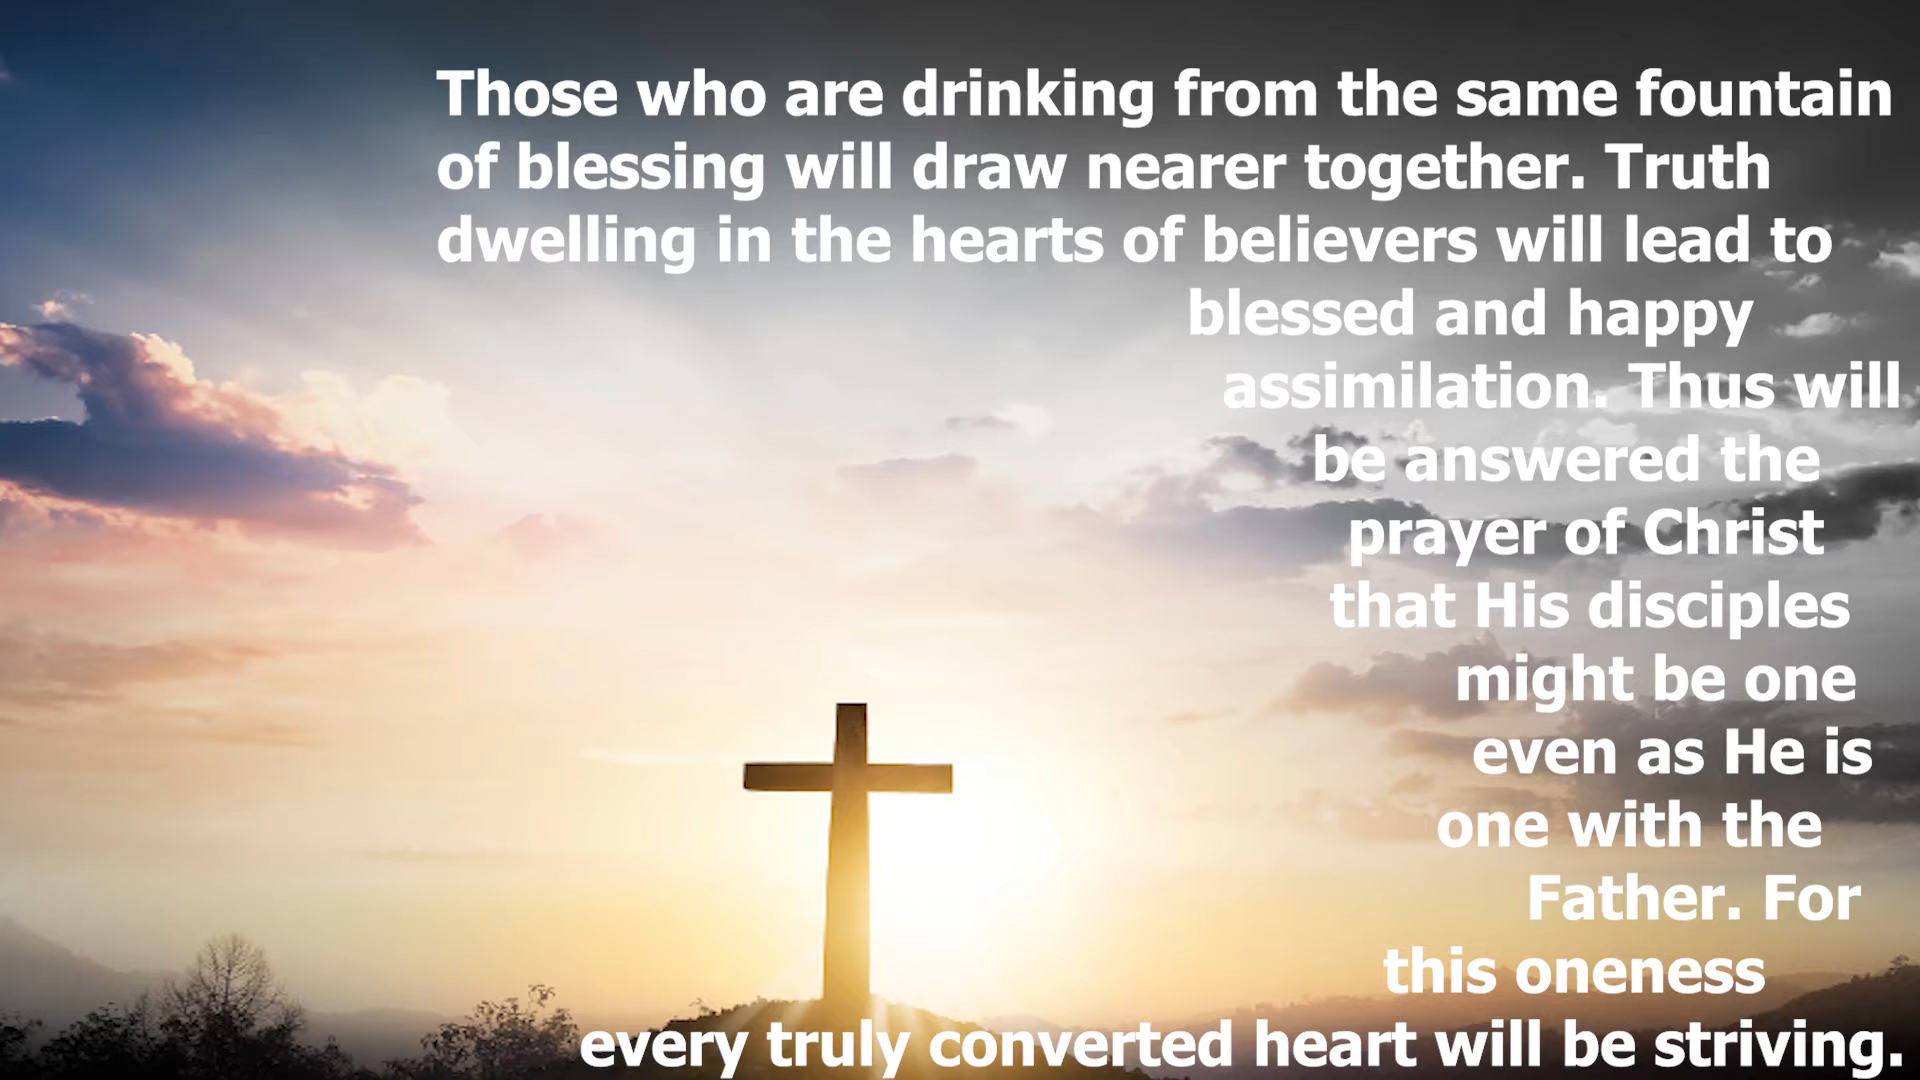 Those who are drinking from the same fountain
of blessing will draw nearer together. Truth
dwelling in the hearts of believers will lead to
blessed and happy
assimilation. Thus will
be answered the
prayer of Christ
that His disciples
might be one
even as He is
one with the
Father. For
this oneness
every truly converted heart will be striving.